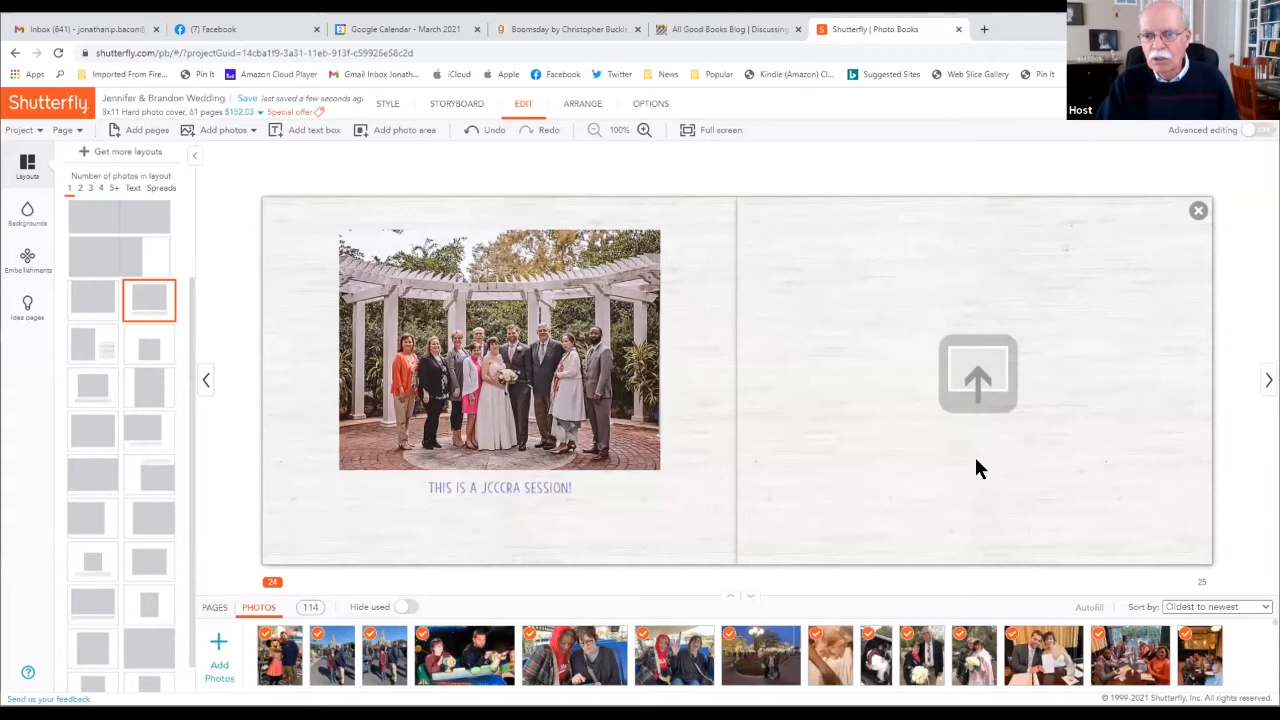 Inbox (641) - jonathan.p.bacon@
(7) Facebook
Google Calendar - March 2021
Boomsday by Christopher Buckle
All Good Books Blog | Discussing
Shutterfly | Photo Books
shutterfly.com/pb/#/?projectGuid=14cba1f9-3a31-11eb-913f-c59926e58c2d
Apps
Imported From Fire...
Pin It
Amazon Cloud Player
Gmail Inbox Jonath...
iCloud
Apple
Facebook
Twitter
News
Popular
Kindle (Amazon) Cl...
Suggested Sites
Web Slice Gallery
Pin It
Host
Shutterfly.
Jennifer & Brandon Wedding
Save last saved a few seconds ago
8x11 Hard photo cover, 61 pages $152.03 Special offer
STYLE
STORYBOARD
EDIT
ARRANGE
OPTIONS
Project
Page
Add pages
Add photos
Add text box
Add photo area
Undo
Redo
100%
Full screen
Advanced editing
OFF
Layouts
Backgrounds
Embellishments
Idea pages
Get more layouts
Number of photos in layout
1 2 3 4 5+ Text Spreads
THIS IS A JCCCRA SESSION!
24
25
PAGES
PHOTOS
114
Hide used
Autofill
Sort by:
Oldest to newest
Add
Photos
Send us your feedback
© 1999-2021 Shutterfly, Inc. All rights reserved.